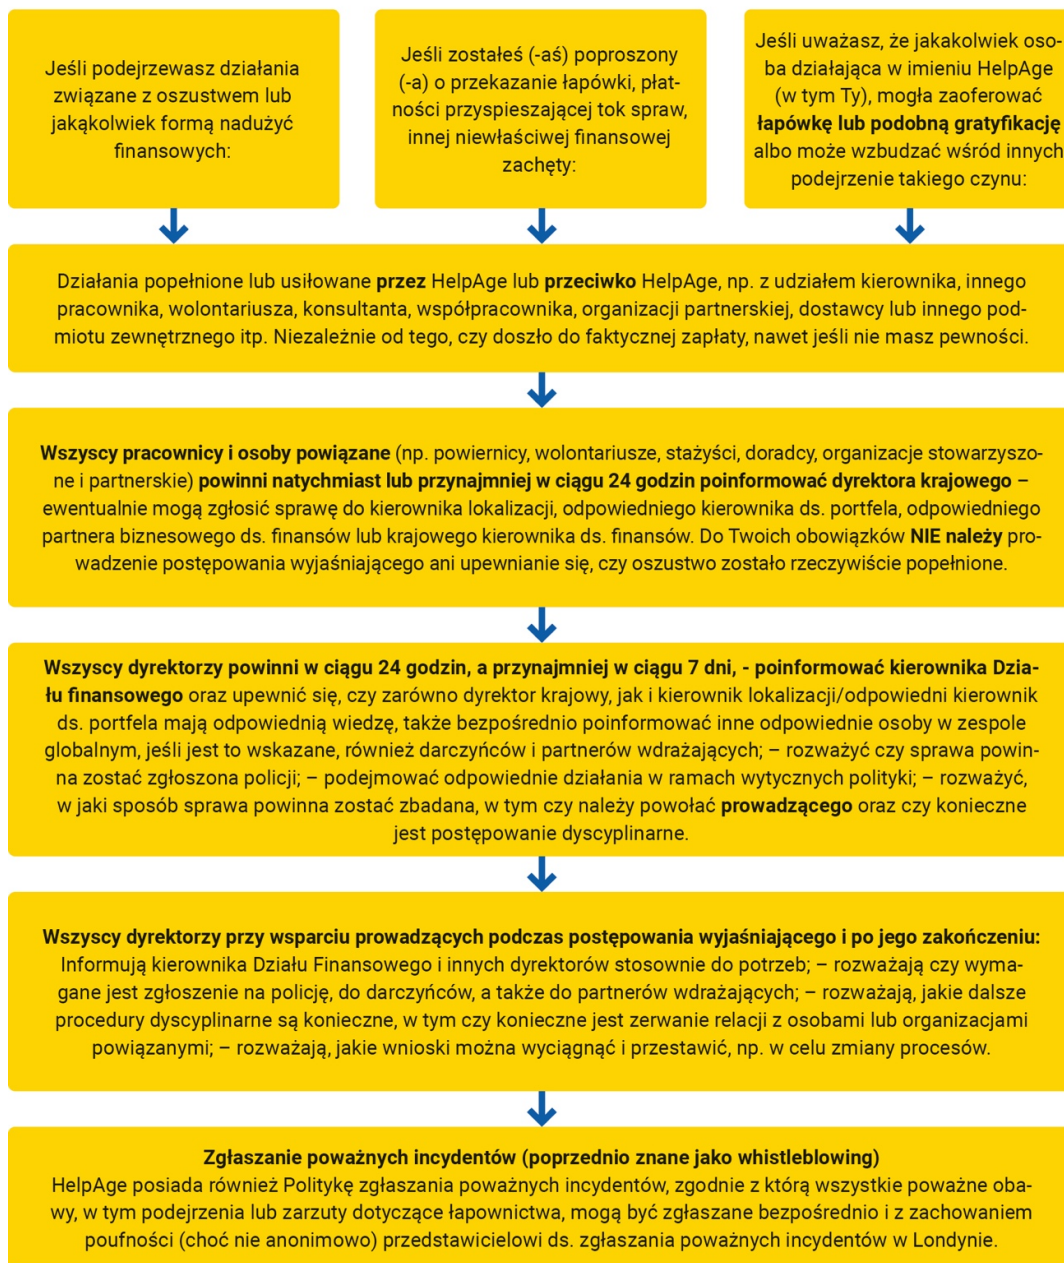 Jeśli podejrzewasz działania
związane z oszustwem lub
jakąkolwiek formą nadużyć
finansowych:
Jeśli zostałeś (-aś) poproszony
(-a) o przekazanie łapówki, płat-
ności przyspieszającej tok spraw,
innej niewłaściwej finansowej
zachęty:
Jeśli uważasz, że jakakolwiek oso-
ba działająca w imieniu HelpAge
(w tym Ty), mogła zaoferować
łapówkę lub podobną gratyfikację
albo może wzbudzać wśród innych
podejrzenie takiego czynu:
Działania popełnione lub usiłowane przez HelpAge lub przeciwko HelpAge, np. z udziałem kierownika, innego
pracownika, wolontariusza, konsultanta, współpracownika, organizacji partnerskiej, dostawcy lub innego pod-
miotu zewnętrznego itp. Niezależnie od tego, czy doszło do faktycznej zapłaty, nawet jeśli nie masz pewności.
Wszyscy pracownicy i osoby powiązane (np. powiernicy, wolontariusze, stażyści, doradcy, organizacje stowarzyszo-
ne i partnerskie) powinni natychmiast lub przynajmniej w ciągu 24 godzin poinformować dyrektora krajowego –
ewentualnie mogą zgłosić sprawę do kierownika lokalizacji, odpowiedniego kierownika ds. portfela, odpowiedniego
partnera biznesowego ds. finansów lub krajowego kierownika ds. finansów. Do Twoich obowiązków NIE należy pro-
wadzenie postępowania wyjaśniającego ani upewnianie się, czy oszustwo zostało rzeczywiście popełnione.
Wszyscy dyrektorzy powinni w ciągu 24 godzin, a przynajmniej w ciągu 7 dni, - poinformować kierownika Dzia-
łu finansowego oraz upewnić się, czy zarówno dyrektor krajowy, jak i kierownik lokalizacji/odpowiedni kierownik
ds. portfela mają odpowiednią wiedzę, także bezpośrednio poinformować inne odpowiednie osoby w zespole
globalnym, jeśli jest to wskazane, również darczyńców i partnerów wdrażających; – rozważyć czy sprawa powin-
na zostać zgłoszona policji; – podejmować odpowiednie działania w ramach wytycznych polityki; – rozważyć,
w jaki sposób sprawa powinna zostać zbadana, w tym czy należy powołać prowadzącego oraz czy konieczne
jest postępowanie dyscyplinarne.
Wszyscy dyrektorzy przy wsparciu prowadzących podczas postępowania wyjaśniającego i po jego zakończeniu:
Informują kierownika Działu Finansowego i innych dyrektorów stosownie do potrzeb; – rozważają czy wyma-
gane jest zgłoszenie na policję, do darczyńców, a także do partnerów wdrażających; – rozważają, jakie dalsze
procedury dyscyplinarne są konieczne, w tym czy konieczne jest zerwanie relacji z osobami lub organizacjami
powiązanymi; – rozważają, jakie wnioski można wyciągnąć i przestawić, np. w celu zmiany procesów.
Zgłaszanie poważnych incydentów (poprzednio znane jako whistleblowing)
HelpAge posiada również Politykę zgłaszania poważnych incydentów, zgodnie z którą wszystkie poważne oba-
wy, w tym podejrzenia lub zarzuty dotyczące łapownictwa, mogą być zgłaszane bezpośrednio i z zachowaniem
poufności (choć nie anonimowo) przedstawicielowi ds. zgłaszania poważnych incydentów w Londynie.